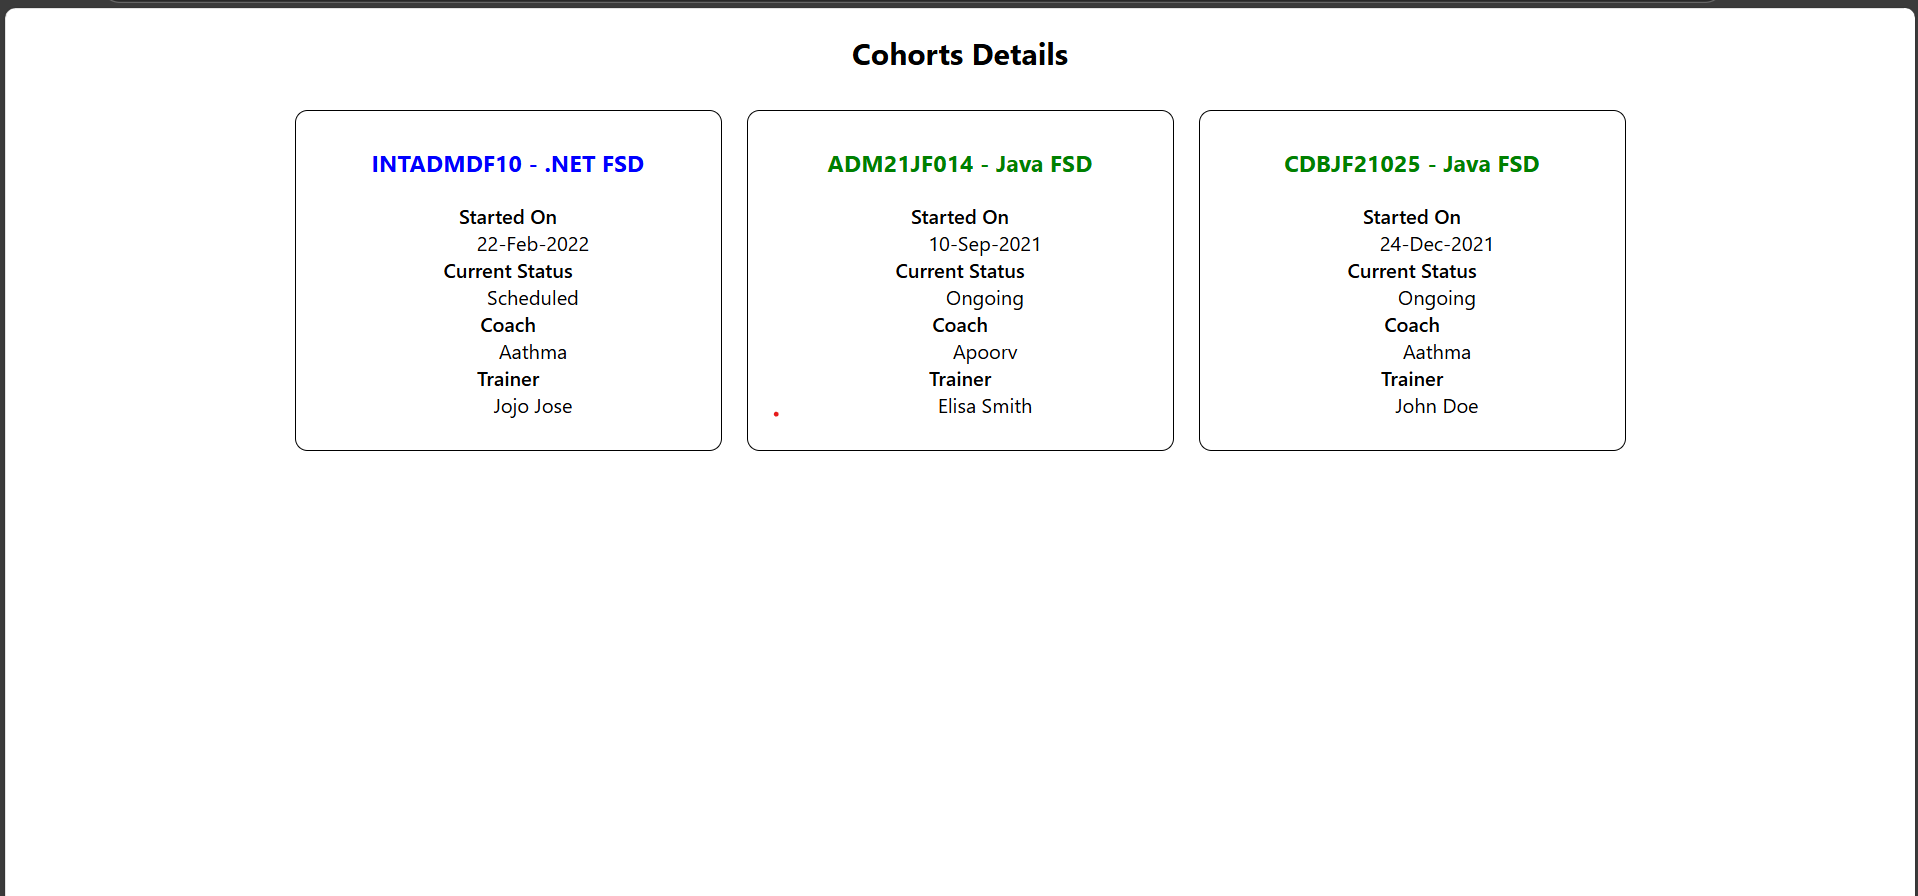 Cohorts Details
INTADMDF10 - .NET FSD
Started On
22-Feb-2022
Current Status
Scheduled
Coach
Aathma
Trainer
Jojo Jose
ADM21JF014 - Java FSD
Started On
10-Sep-2021
Current Status
Ongoing
Coach
Apoorv
Trainer
Elisa Smith
CDBJF21025 - Java FSD
Started On
24-Dec-2021
Current Status
Ongoing
Coach
Aathma
Trainer
John Doe